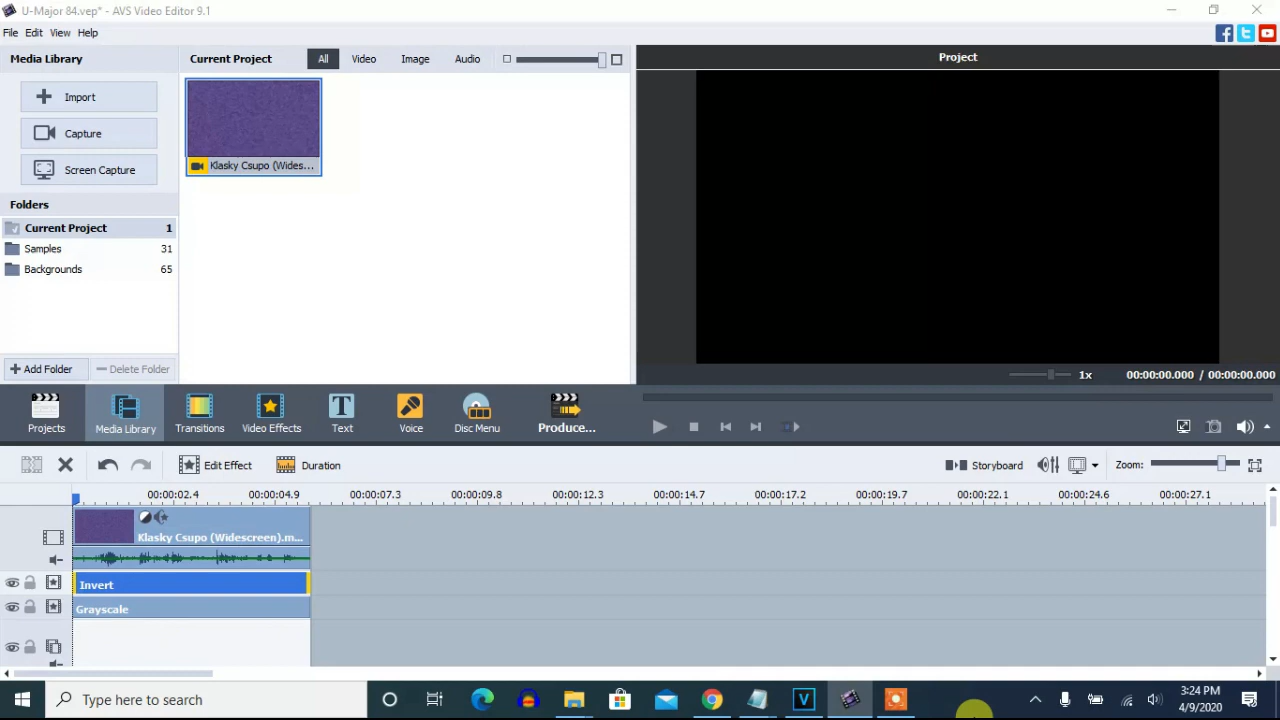 U-Major 84.vep* - AVS Video Editor 9.1
File Edit View Help
Media Library
Current Project
All
Video
Image
Audio
Project
Import
Capture
Screen Capture
Klasky Csupo (Wides...
Folders
Current Project 1
Samples 31
Backgrounds 65
Add Folder
Delete Folder
1x
00:00:00.000 / 00:00:00.000
Projects
Media Library
Transitions
Video Effects
Text
Voice
Disc Menu
Produce...
Edit Effect
Duration
Storyboard
Zoom:
00:00:02.4 00:00:04.9 00:00:07.3 00:00:09.8 00:00:12.3 00:00:14.7 00:00:17.2 00:00:19.7 00:00:22.1 00:00:24.6 00:00:27.1
Klasky Csupo (Widescreen).m...
Invert
Grayscale
Type here to search
3:24 PM
4/9/2020